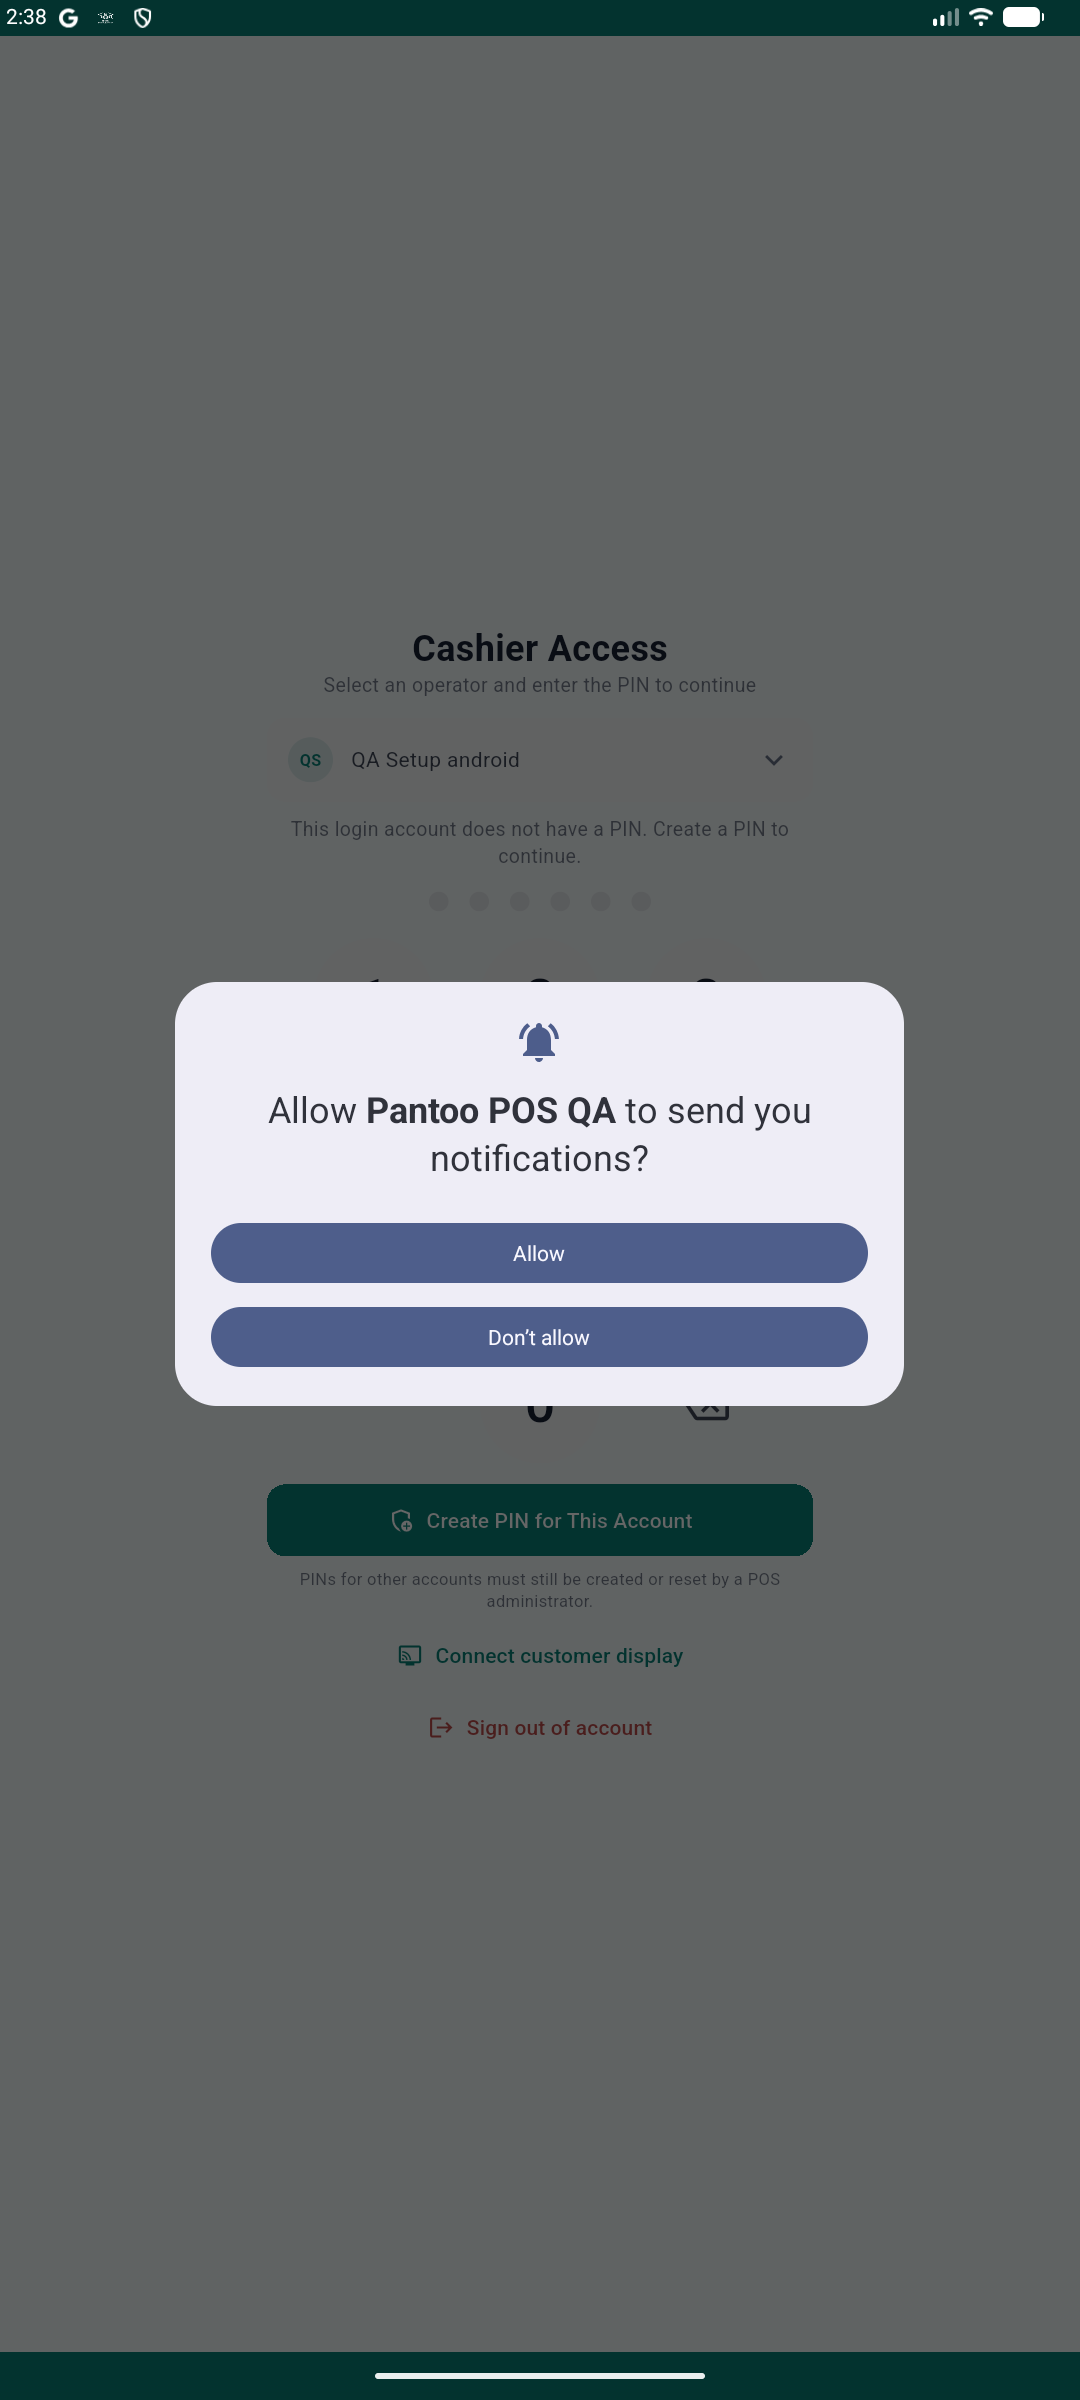 2:38
Cashier Access
Select an operator and enter the PIN to continue
QS QA Setup android
This login account does not have a PIN. Create a PIN to
continue.
Allow Pantoo POS QA to send you
notifications?
Allow
Don’t allow
0
Create PIN for This Account
PINs for other accounts must still be created or reset by a POS
administrator.
Connect customer display
Sign out of account